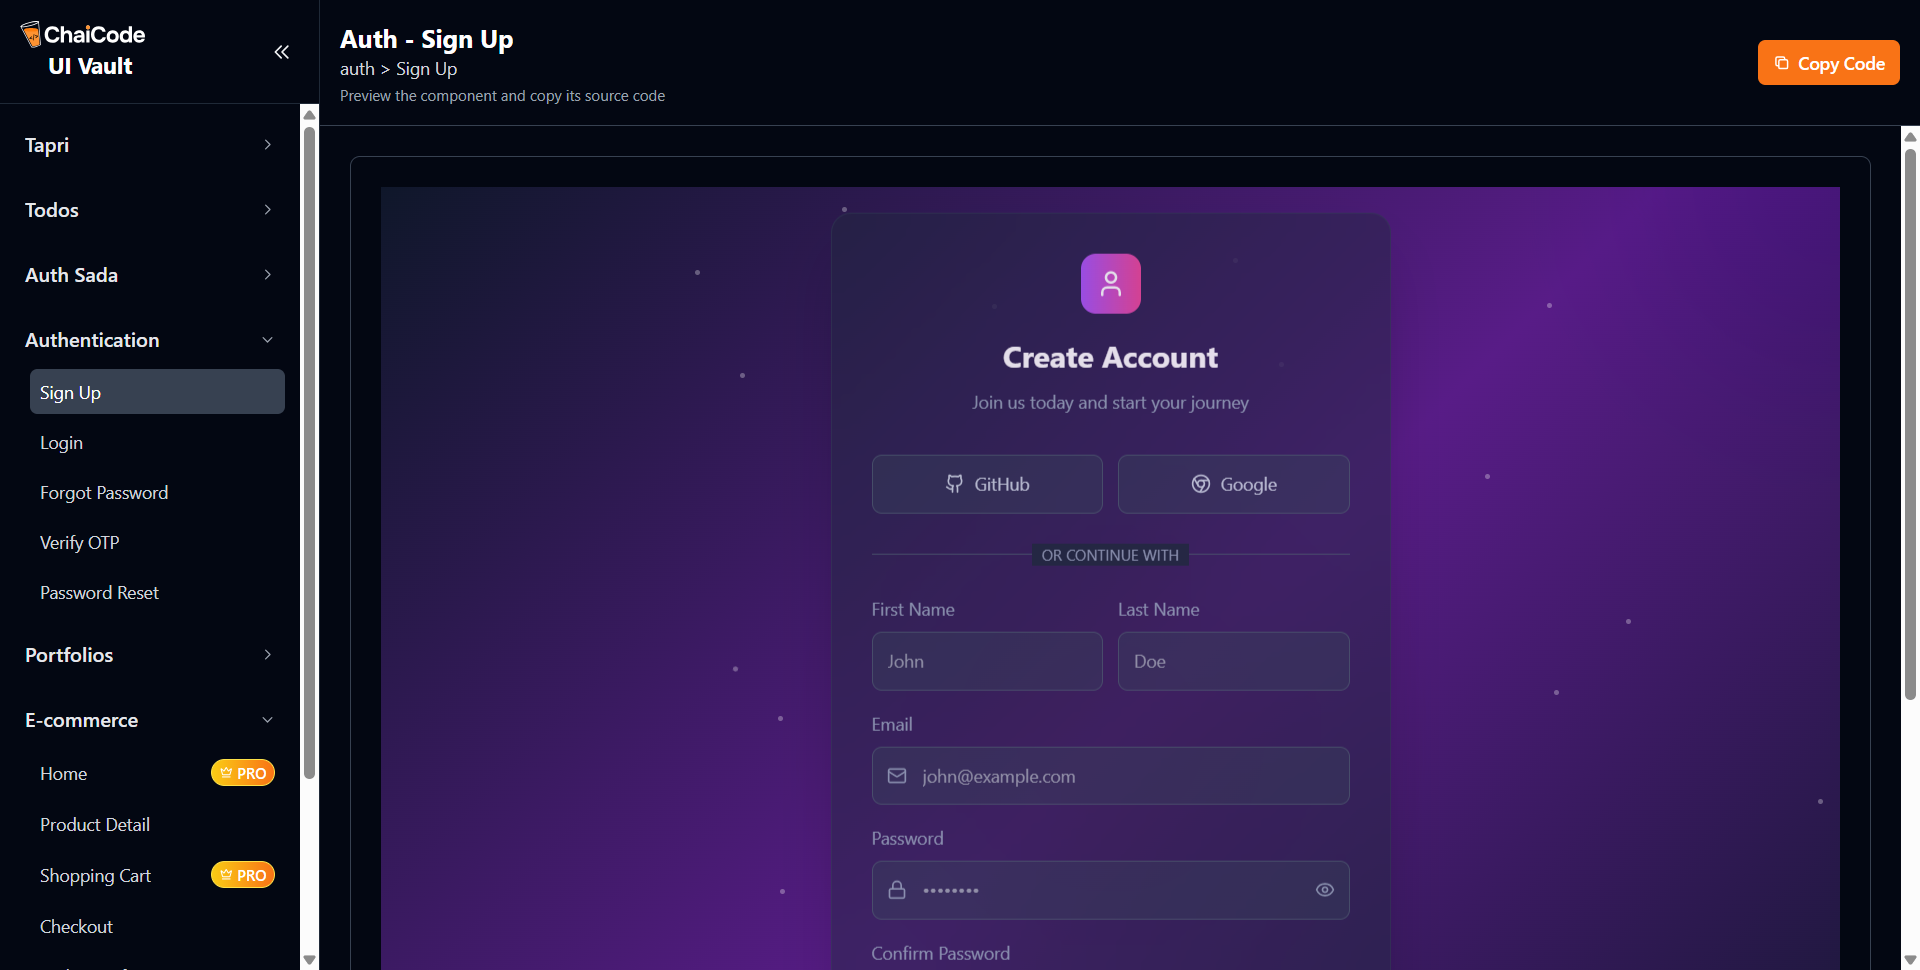 ChaiCode
UI Vault
Tapri
Todos
Auth Sada
Authentication
Sign Up
Login
Forgot Password
Verify OTP
Password Reset
Portfolios
E-commerce
Home
PRO
Product Detail
Shopping Cart
PRO
Checkout
Auth - Sign Up
auth > Sign Up
Preview the component and copy its source code
Copy Code
Create Account
Join us today and start your journey
GitHub
Google
OR CONTINUE WITH
First Name
Last Name
John
Doe
Email
john@example.com
Password
••••••••
Confirm Password